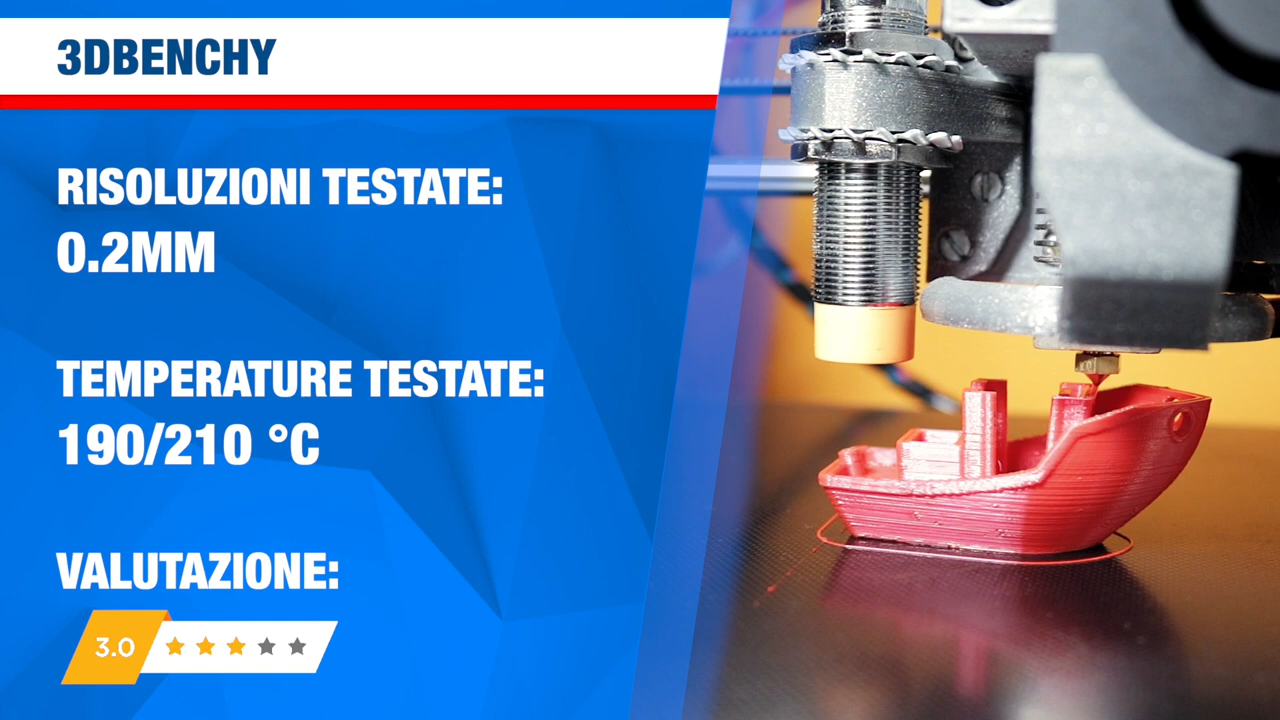 3DBENCHY
RISOLUZIONI TESTATE:
0.2MM
TEMPERATURE TESTATE:
190/210 °C
VALUTAZIONE:
3.0